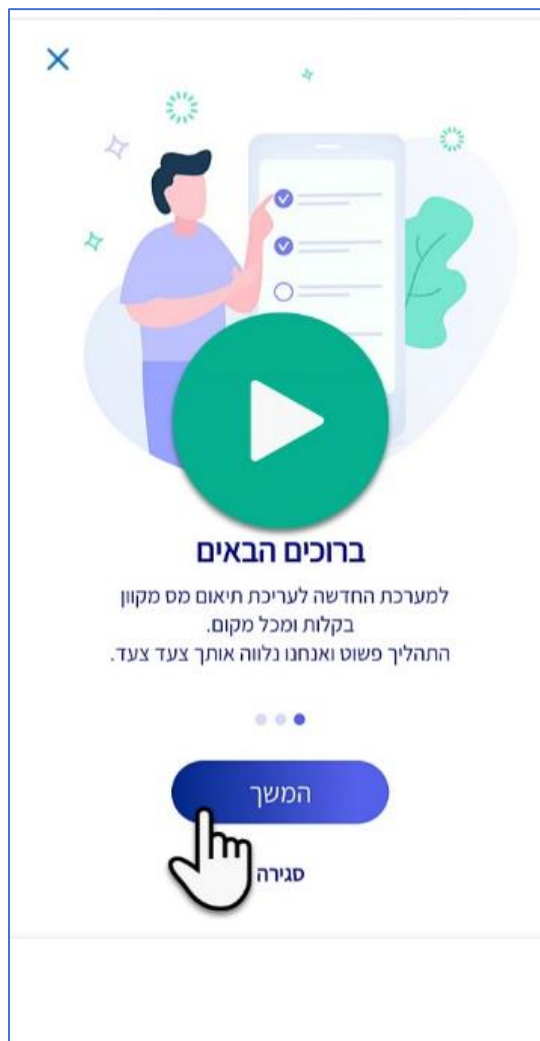 ברוכים הבאים
למערכת החדשה לעריכת תיאום מס מקוון
בקלות ומכל מקום.
התהליך פשוט ואנחנו נלווה אותך צעד צעד.
המשך
סגירה